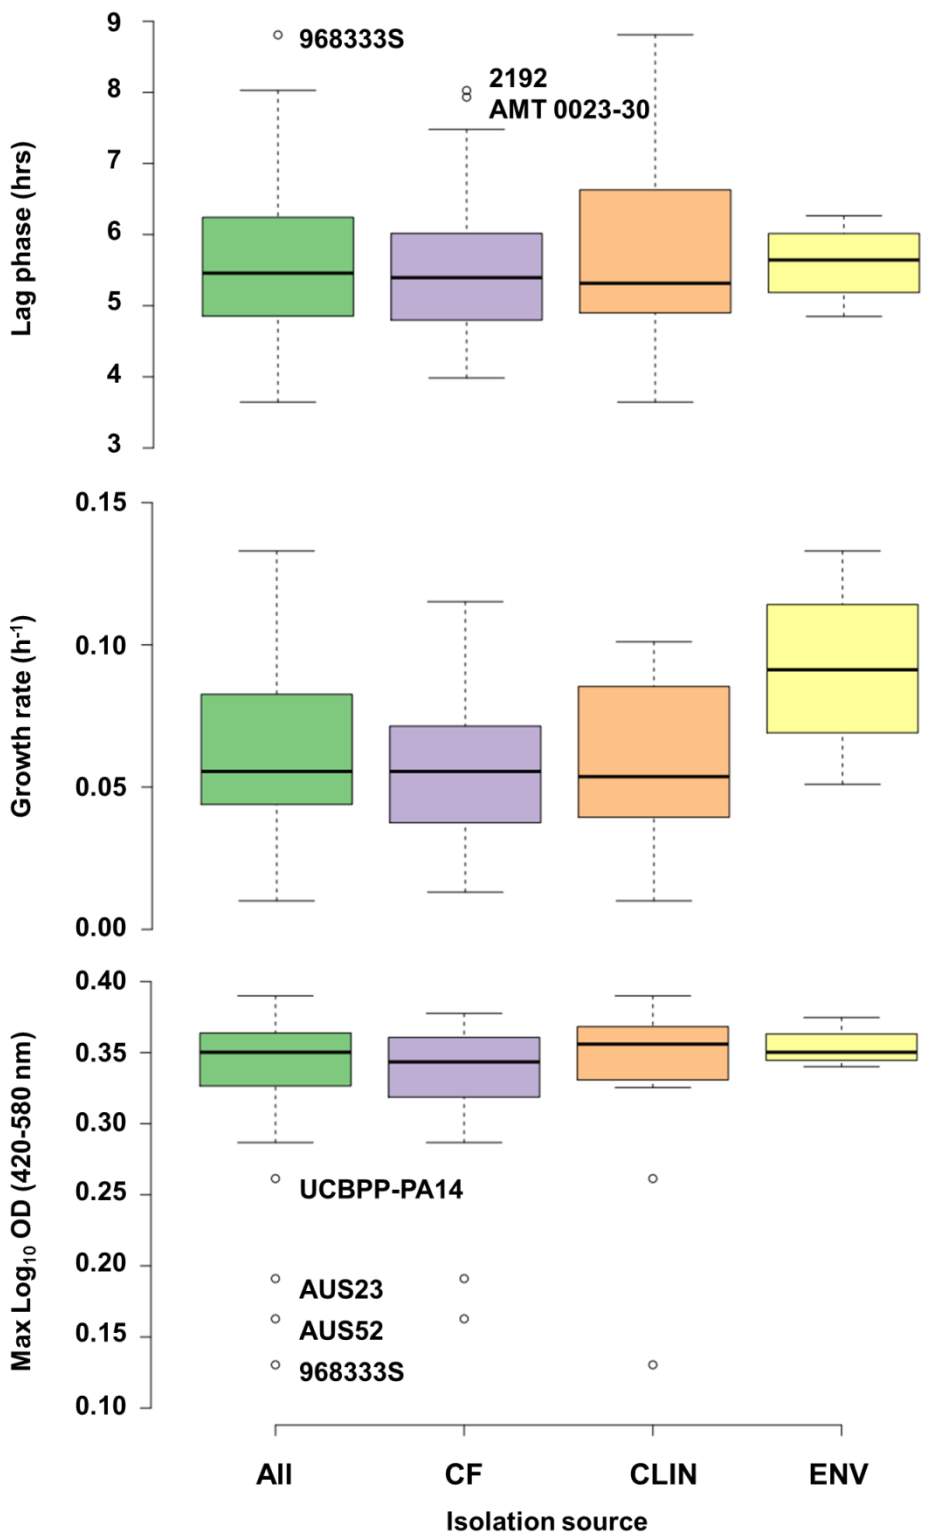 Lag phase (hrs)
9
8
7
6
5
4
3
968333S
2192
AMT 0023-30
Growth rate (h⁻¹)
0.15
0.10
0.05
0.00
Max Log₁₀ OD (420-580 nm)
0.40
0.35
0.30
0.25
0.20
0.15
0.10
UCBPP-PA14
AUS23
AUS52
968333S
All CF CLIN ENV
Isolation source